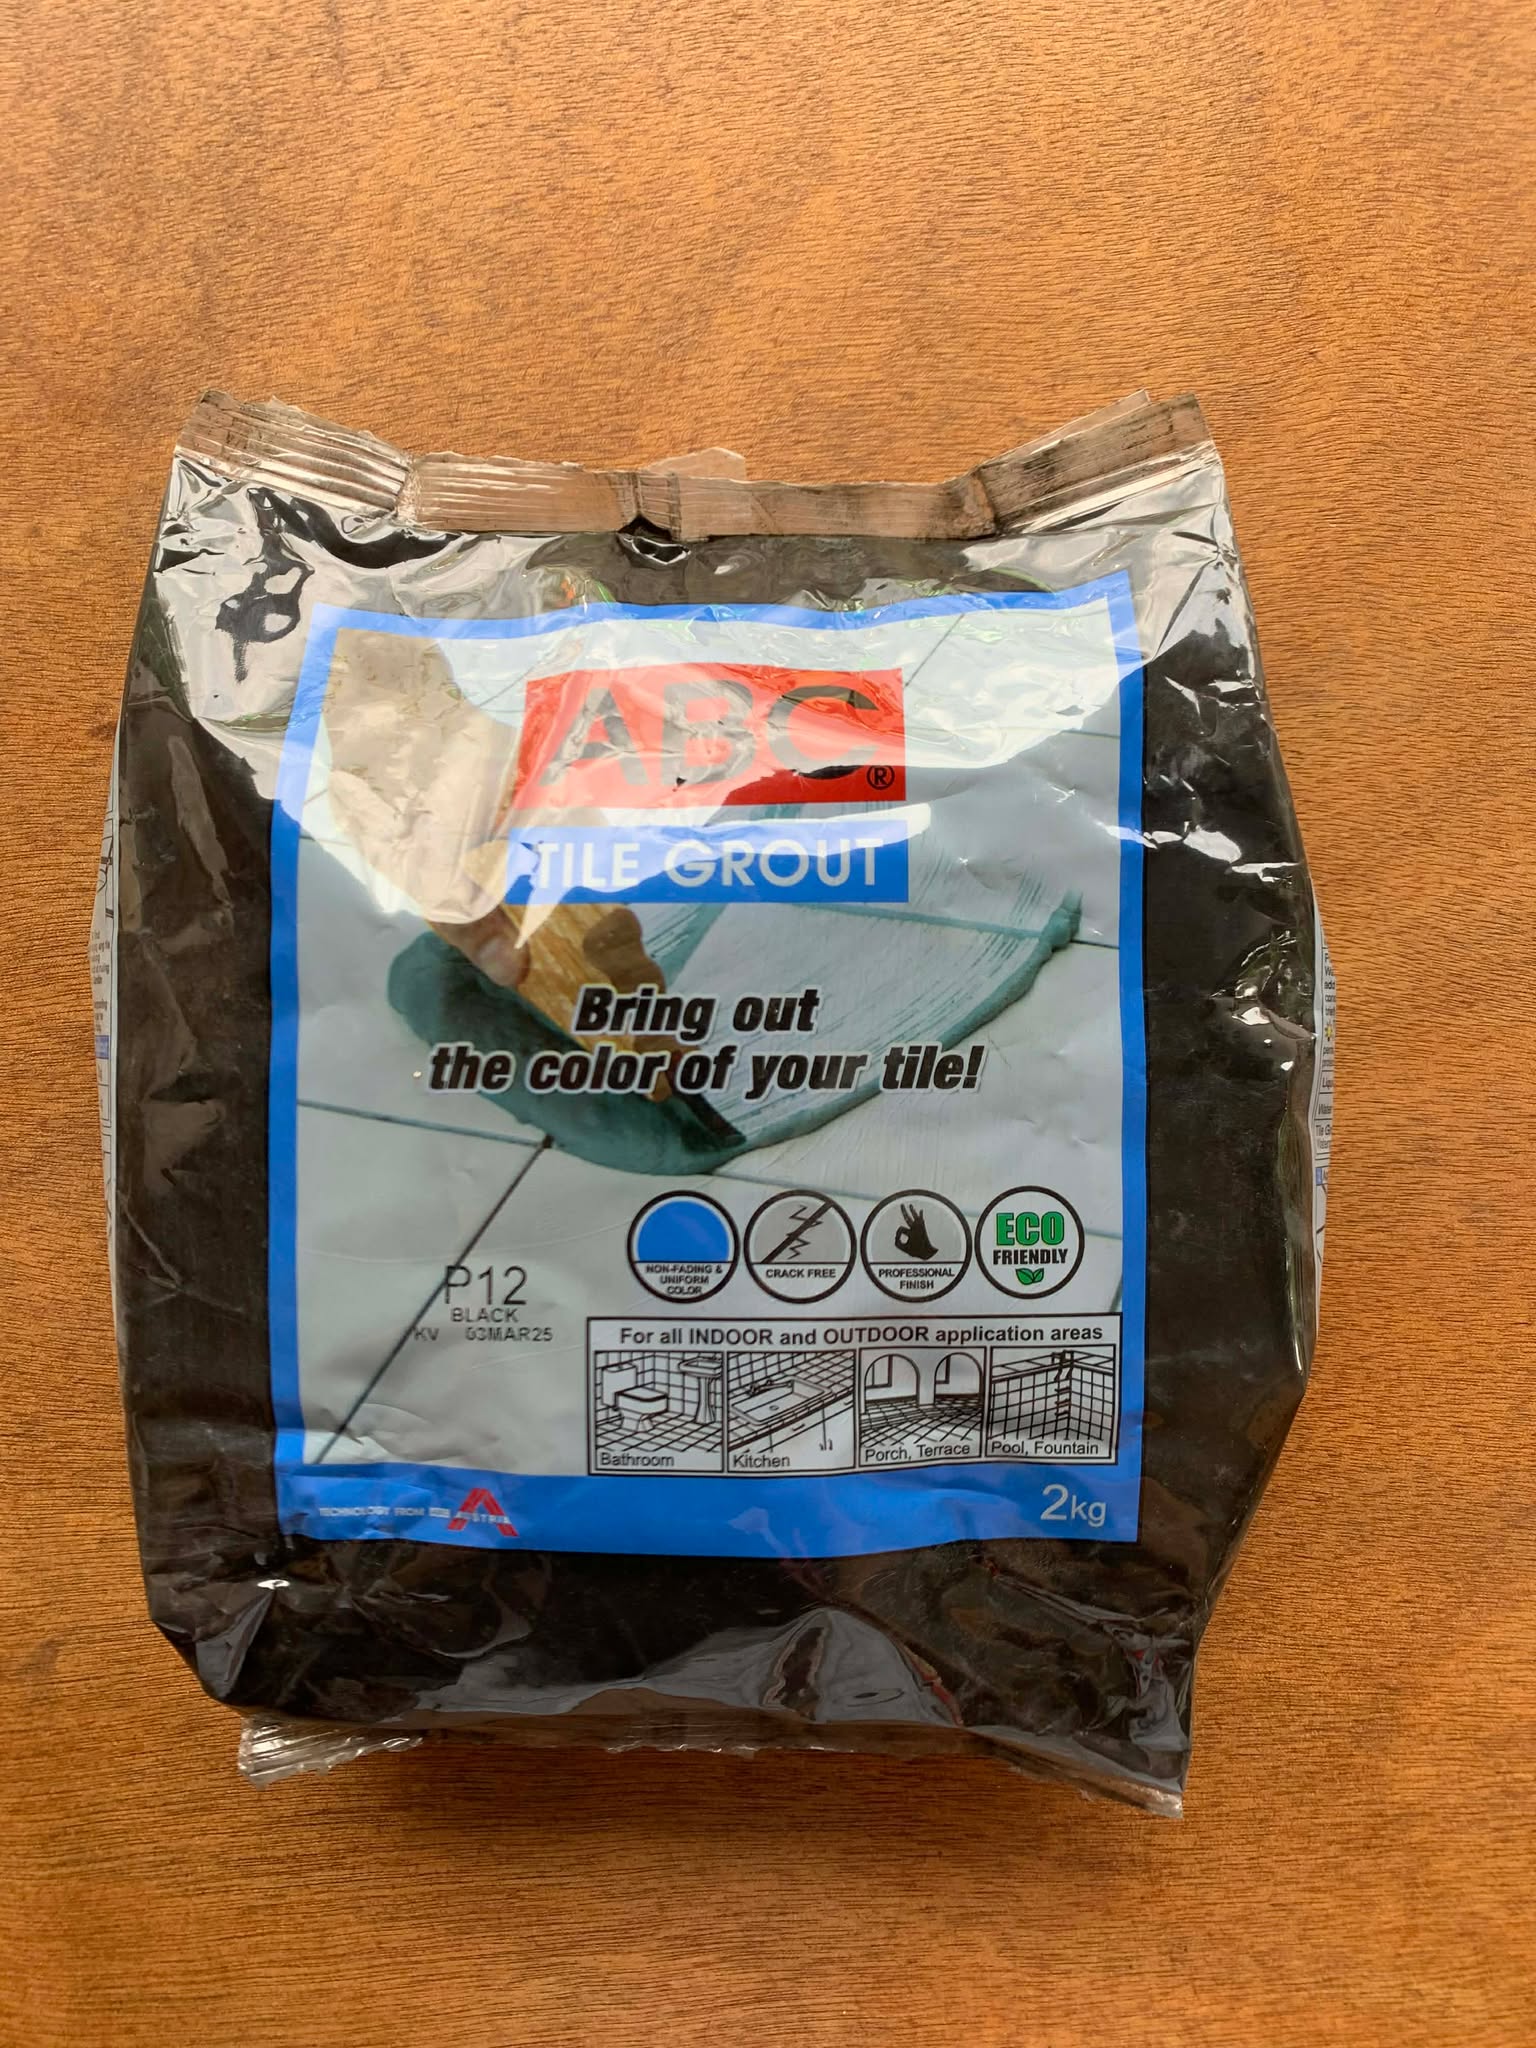 ABC®
TILE GROUT
Bring out
the color of your tile!
NON-FADING &
UNIFORM
COLOR
CRACK FREE
PROFESSIONAL
FINISH
ECO
FRIENDLY
P12
BLACK
KV 03MAR25
For all INDOOR and OUTDOOR application areas
Bathroom
Kitchen
Porch, Terrace
Pool, Fountain
TECHNOLOGY FROM AUSTRIA
2kg